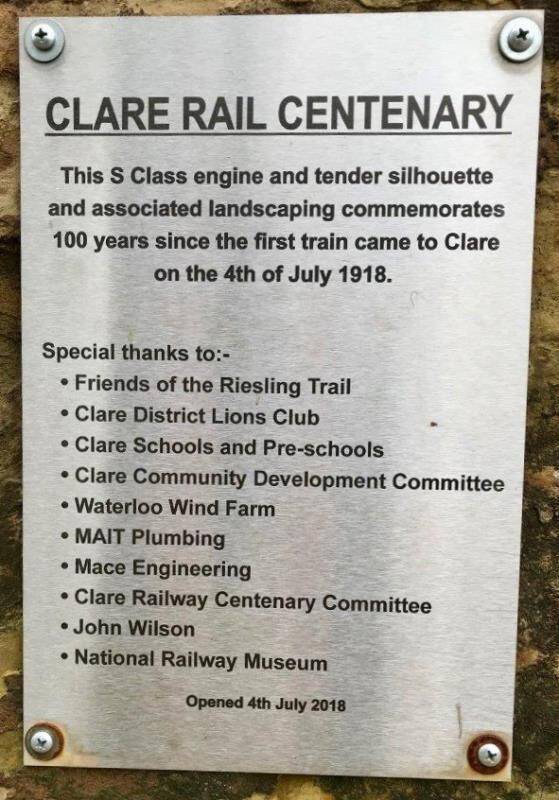 CLARE RAIL CENTENARY
This S Class engine and tender silhouette
and associated landscaping commemorates
100 years since the first train came to Clare
on the 4th of July 1918.
Special thanks to:-
• Friends of the Riesling Trail
• Clare District Lions Club
• Clare Schools and Pre-schools
• Clare Community Development Committee
• Waterloo Wind Farm
• MAIT Plumbing
• Mace Engineering
• Clare Railway Centenary Committee
• John Wilson
• National Railway Museum
Opened 4th July 2018